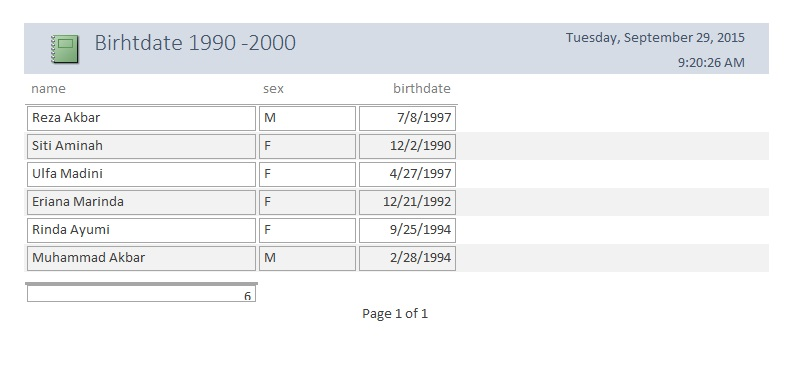 Birhtdate 1990 -2000
Tuesday, September 29, 2015
9:20:26 AM
name sex birthdate
Reza Akbar M 7/8/1997
Siti Aminah F 12/2/1990
Ulfa Madini F 4/27/1997
Eriana Marinda F 12/21/1992
Rinda Ayumi F 9/25/1994
Muhammad Akbar M 2/28/1994
6
Page 1 of 1